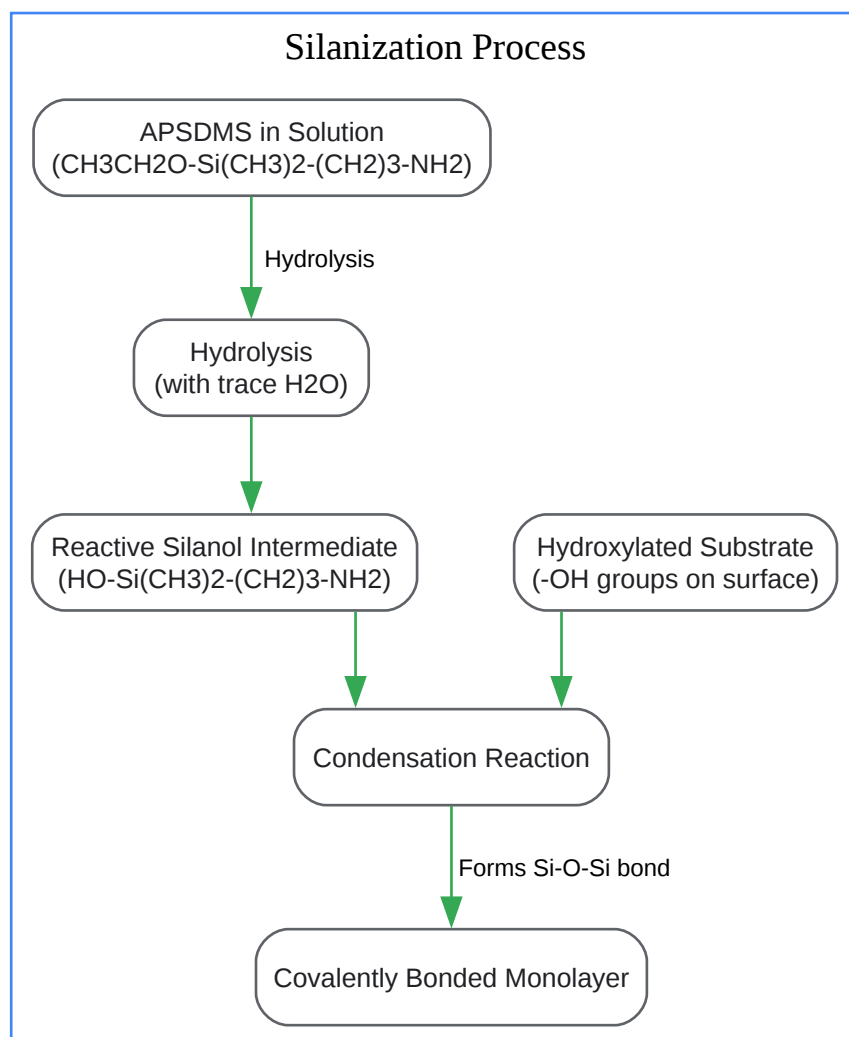 Silanization Process
APSDMS in Solution
(CH3CH2O-Si(CH3)2-(CH2)3-NH2)
Hydrolysis
Hydrolysis
(with trace H2O)
Reactive Silanol Intermediate
(HO-Si(CH3)2-(CH2)3-NH2)
Hydroxylated Substrate
(-OH groups on surface)
Condensation Reaction
Forms Si-O-Si bond
Covalently Bonded Monolayer